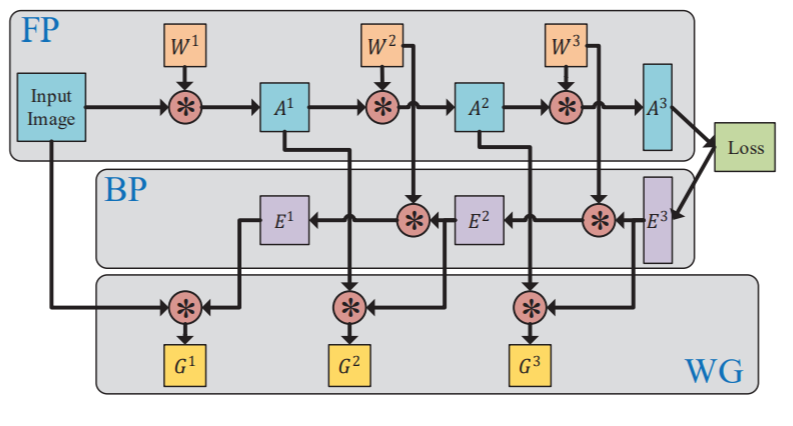 FP
W¹
W²
W³
Input
Image
*
A¹
*
A²
*
A³
Loss
BP
E¹
*
E²
*
E³
*
*
*
G¹
G²
G³
WG